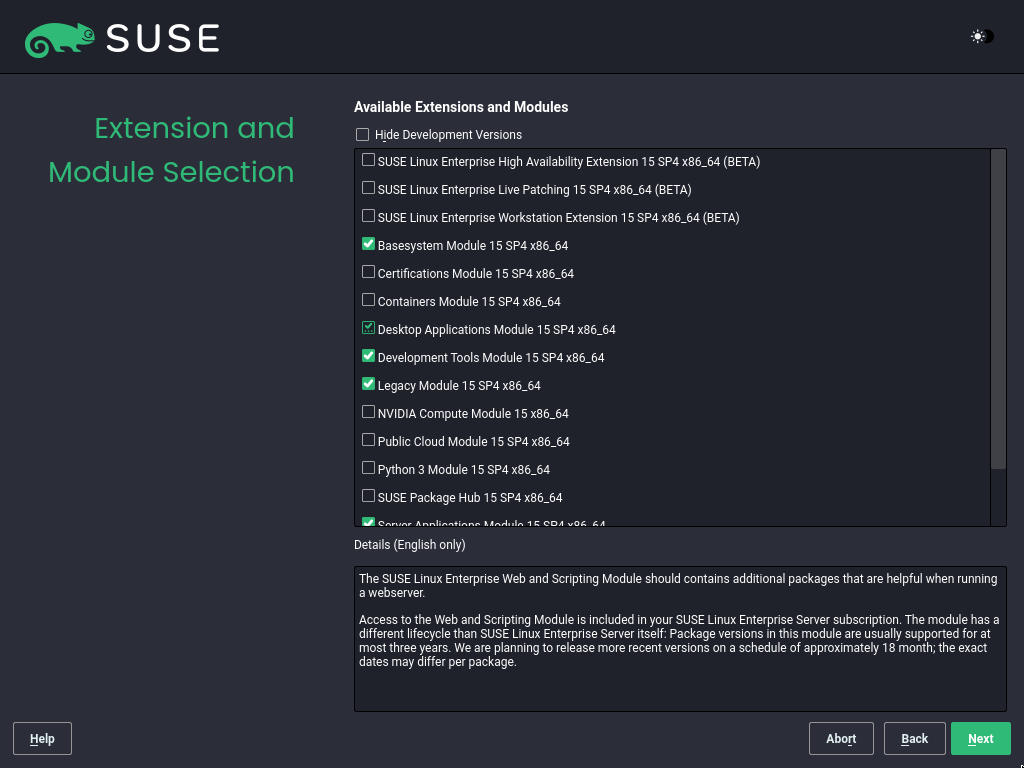 SUSE
Extension and
Module Selection
Available Extensions and Modules
Hide Development Versions
SUSE Linux Enterprise High Availability Extension 15 SP4 x86_64 (BETA)
SUSE Linux Enterprise Live Patching 15 SP4 x86_64 (BETA)
SUSE Linux Enterprise Workstation Extension 15 SP4 x86_64 (BETA)
Basesystem Module 15 SP4 x86_64
Certifications Module 15 SP4 x86_64
Containers Module 15 SP4 x86_64
Desktop Applications Module 15 SP4 x86_64
Development Tools Module 15 SP4 x86_64
Legacy Module 15 SP4 x86_64
NVIDIA Compute Module 15 x86_64
Public Cloud Module 15 SP4 x86_64
Python 3 Module 15 SP4 x86_64
SUSE Package Hub 15 SP4 x86_64
Server Applications Module 15 SP4 x86_64
Details (English only)
The SUSE Linux Enterprise Web and Scripting Module should contains additional packages that are helpful when running
a webserver.
Access to the Web and Scripting Module is included in your SUSE Linux Enterprise Server subscription. The module has a
different lifecycle than SUSE Linux Enterprise Server itself: Package versions in this module are usually supported for at
most three years. We are planning to release more recent versions on a schedule of approximately 18 month; the exact
dates may differ per package.
Help
Abort
Back
Next